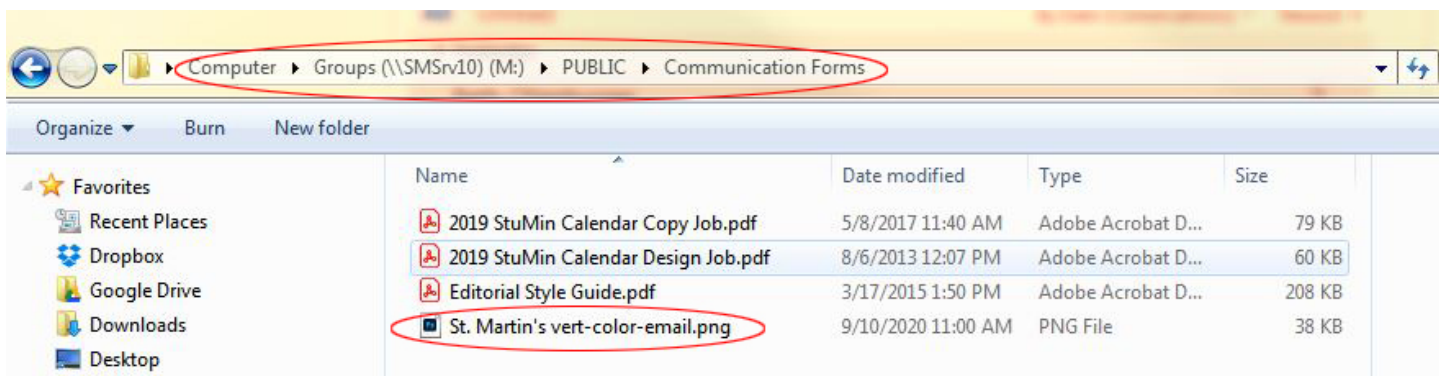 Computer Groups (\\SMSrv10) (M:) PUBLIC Communication Forms
Organize Burn New folder
Favorites
Recent Places
Dropbox
Google Drive
Downloads
Desktop
Name Date modified Type Size
2019 StuMin Calendar Copy Job.pdf 5/8/2017 11:40 AM Adobe Acrobat D... 79 KB
2019 StuMin Calendar Design Job.pdf 8/6/2013 12:07 PM Adobe Acrobat D... 60 KB
Editorial Style Guide.pdf 3/17/2015 1:50 PM Adobe Acrobat D... 208 KB
St. Martin's vert-color-email.png 9/10/2020 11:00 AM PNG File 38 KB